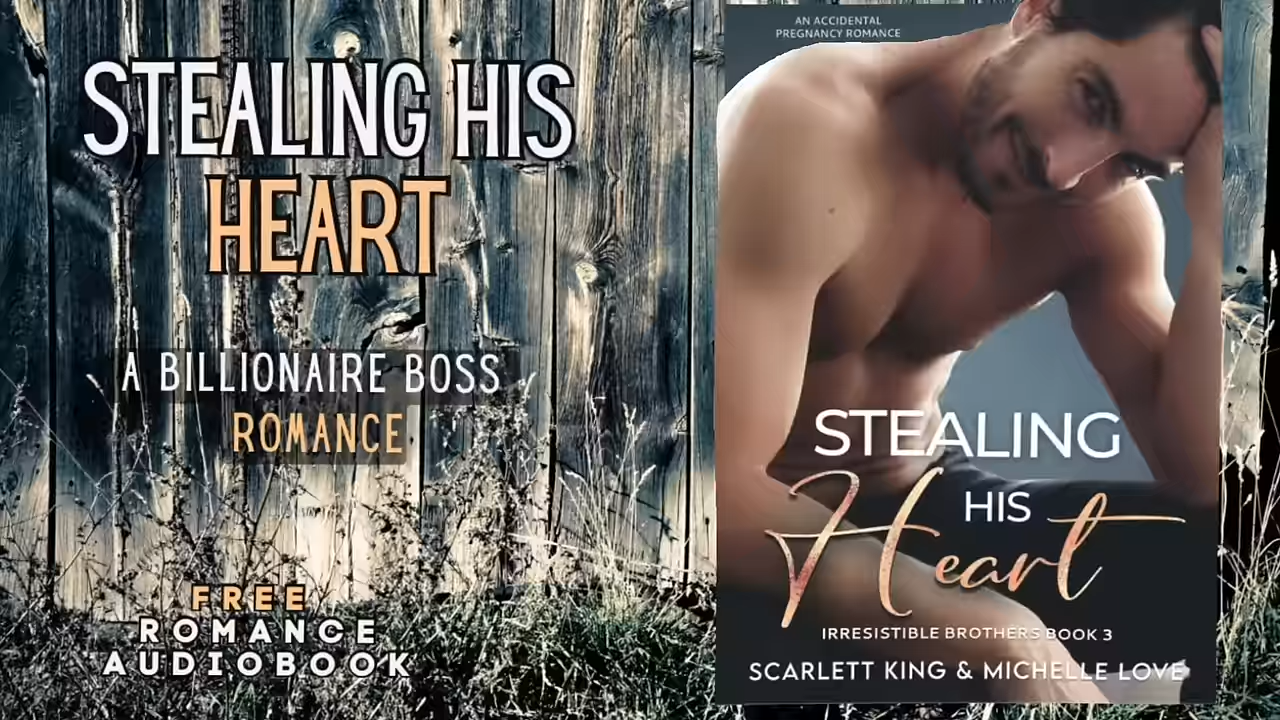 STEALING HIS
HEART
A BILLIONAIRE BOSS
ROMANCE
FREE
ROMANCE
AUDIOBOOK
AN ACCIDENTAL
PREGNANCY ROMANCE
STEALING
HIS
Heart
IRRESISTIBLE BROTHERS BOOK 3
SCARLETT KING & MICHELLE LOVE